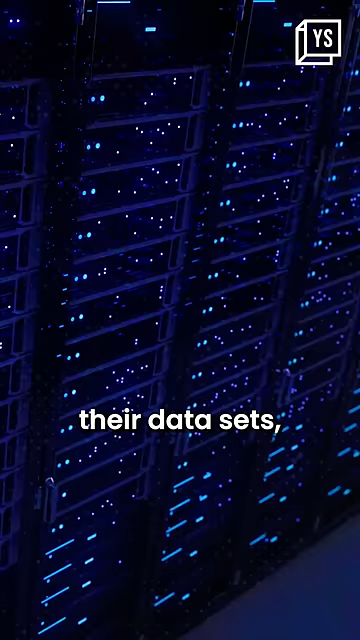 YS
their data sets,